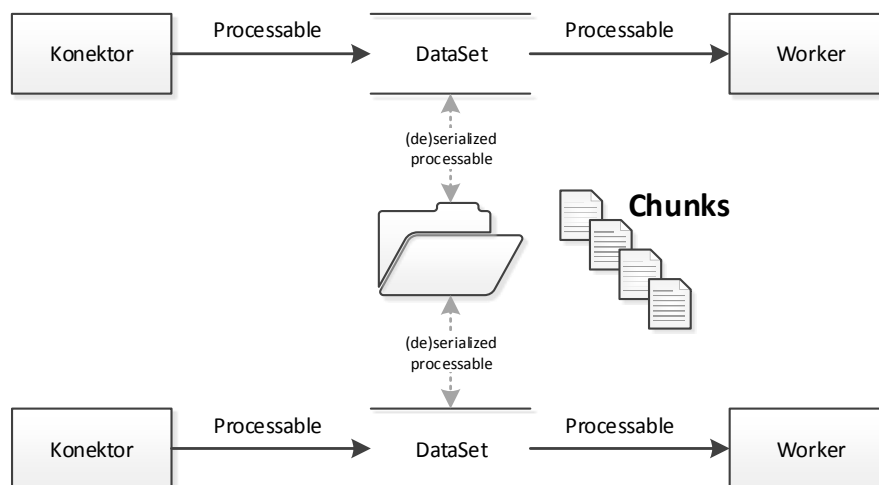 Processable
Processable
Konektor
DataSet
Worker
(de)serialized
processable
Chunks
(de)serialized
processable
Processable
Processable
Konektor
DataSet
Worker